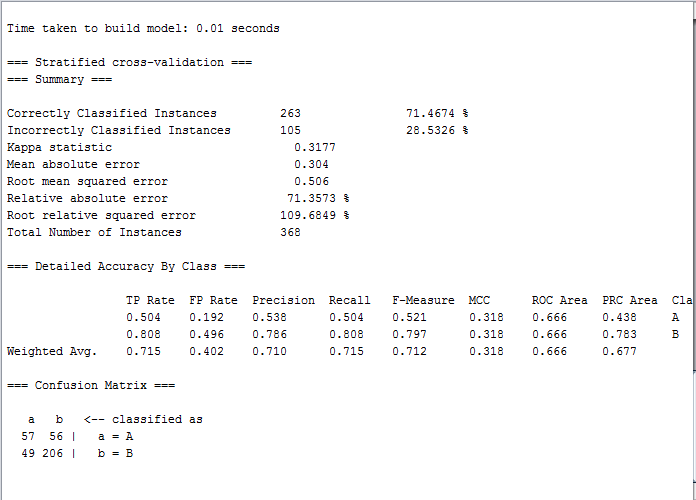 Time taken to build model: 0.01 seconds
=== Stratified cross-validation ===
=== Summary ===
Correctly Classified Instances 263 71.4674 %
Incorrectly Classified Instances 105 28.5326 %
Kappa statistic 0.3177
Mean absolute error 0.304
Root mean squared error 0.506
Relative absolute error 71.3573 %
Root relative squared error 109.6849 %
Total Number of Instances 368
=== Detailed Accuracy By Class ===
TP Rate FP Rate Precision Recall F-Measure MCC ROC Area PRC Area Cla
0.504 0.192 0.538 0.504 0.521 0.318 0.666 0.438 A
0.808 0.496 0.786 0.808 0.797 0.318 0.666 0.783 B
Weighted Avg. 0.715 0.402 0.710 0.715 0.712 0.318 0.666 0.677
=== Confusion Matrix ===
a b <-- classified as
57 56 | a = A
49 206 | b = B